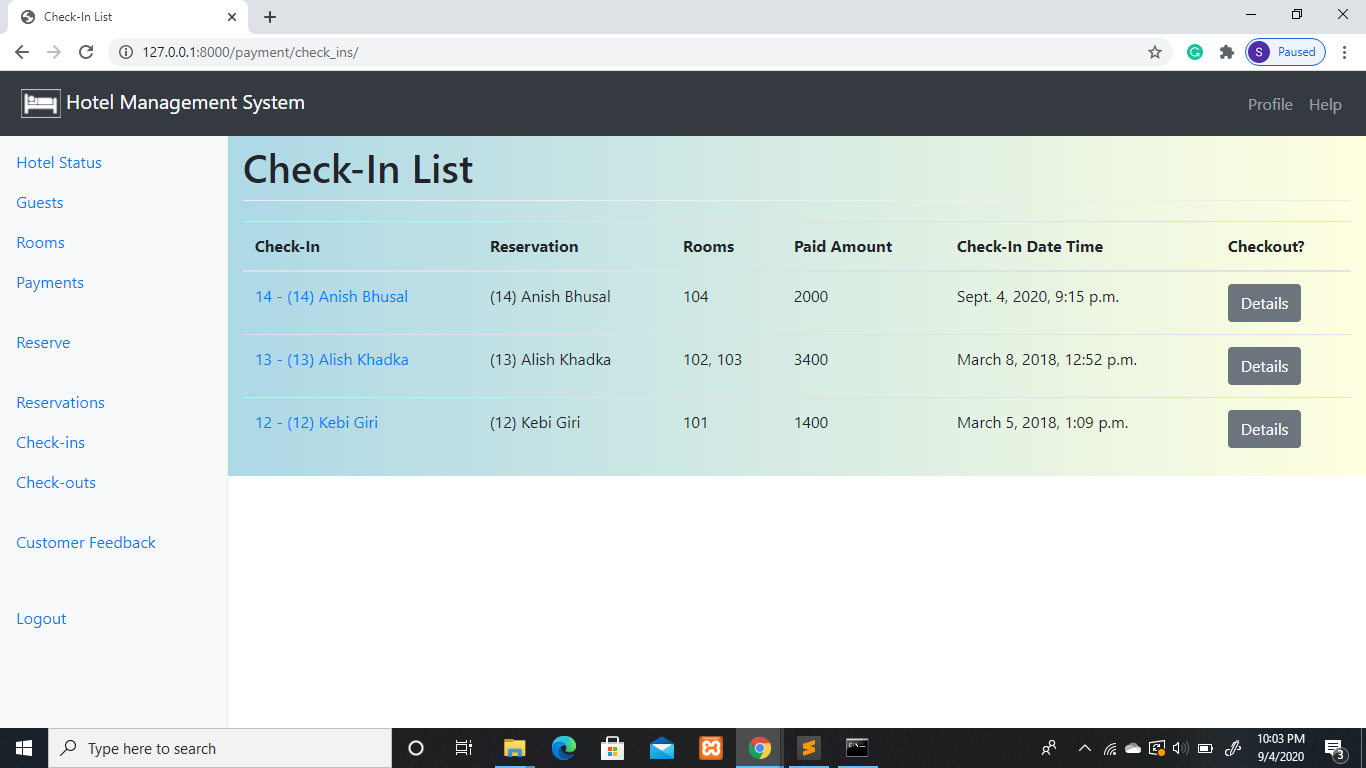 Check-In List
127.0.0.1:8000/payment/check_ins/
S Paused
Hotel Management System
Profile Help
Hotel Status
Guests
Rooms
Payments
Reserve
Reservations
Check-ins
Check-outs
Customer Feedback
Logout
Check-In List
Check-In Reservation Rooms Paid Amount Check-In Date Time Checkout?
14 - (14) Anish Bhusal (14) Anish Bhusal 104 2000 Sept. 4, 2020, 9:15 p.m. Details
13 - (13) Alish Khadka (13) Alish Khadka 102, 103 3400 March 8, 2018, 12:52 p.m. Details
12 - (12) Kebi Giri (12) Kebi Giri 101 1400 March 5, 2018, 1:09 p.m. Details
Type here to search
10:03 PM
9/4/2020
3